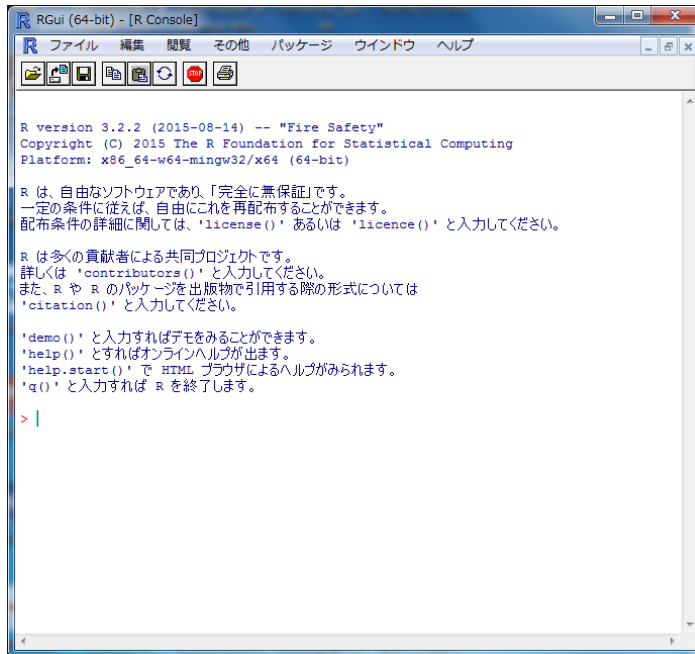 RGui (64-bit) - [R Console]
ファイル 編集 閲覧 その他 パッケージ ウインドウ ヘルプ
STOP
R version 3.2.2 (2015-08-14) -- "Fire Safety"
Copyright (C) 2015 The R Foundation for Statistical Computing
Platform: x86_64-w64-mingw32/x64 (64-bit)
R は、自由なソフトウェアであり、「完全に無保証」です。
一定の条件に従えば、自由にこれを再配布することができます。
配布条件の詳細に関しては、'license()' あるいは 'licence()' と入力してください。
R は多くの貢献者による共同プロジェクトです。
詳しくは 'contributors()' と入力してください。
また、R や R のパッケージを出版物で引用する際の形式については
'citation()' と入力してください。
'demo()' と入力すればデモをみることができます。
'help()' とすればオンラインヘルプが出ます。
'help.start()' で HTML ブラウザによるヘルプがみられます。
'q()' と入力すれば R を終了します。
>